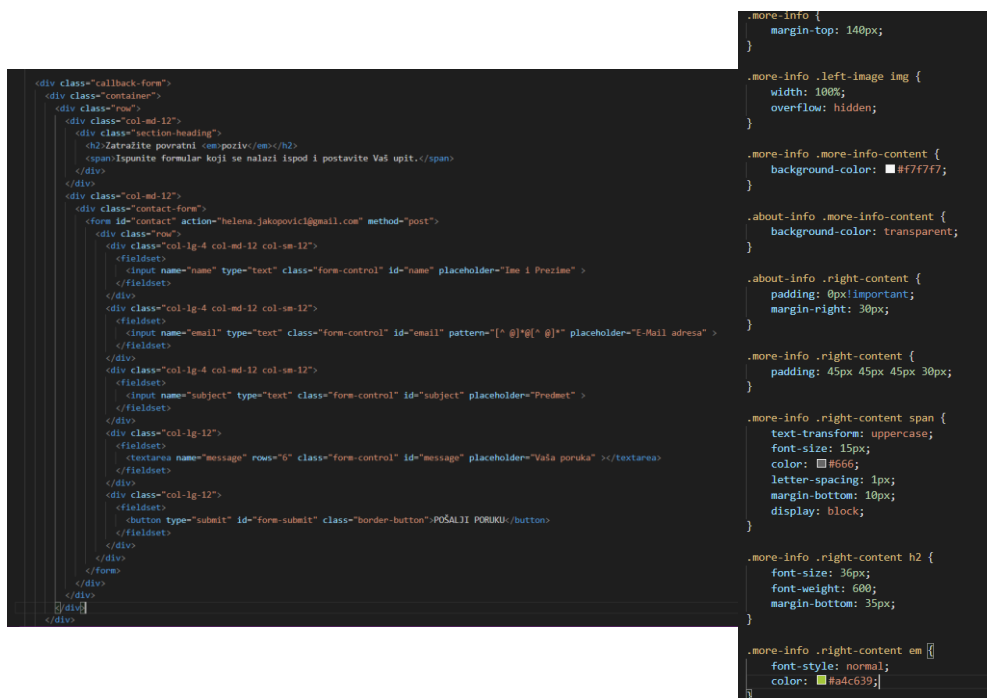 <div class="callback-form">
<div class="container">
<div class="row">
<div class="col-md-12">
<div class="section-heading">
<h2>Zatražite povratni <em>poziv</em></h2>
<span>Ispunite formular koji se nalazi ispod i postavite Vaš upit.</span>
</div>
</div>
<div class="col-md-12">
<div class="contact-form">
<form id="contact" action="helena.jakopovic1@gmail.com" method="post">
<div class="row">
<div class="col-lg-4 col-md-12 col-sm-12">
<fieldset>
<input name="name" type="text" class="form-control" id="name" placeholder="Ime i Prezime" >
</fieldset>
</div>
<div class="col-lg-4 col-md-12 col-sm-12">
<fieldset>
<input name="email" type="text" class="form-control" id="email" pattern="[^ @]*@[^ @]*" placeholder="E-Mail adresa" >
</fieldset>
</div>
<div class="col-lg-4 col-md-12 col-sm-12">
<fieldset>
<input name="subject" type="text" class="form-control" id="subject" placeholder="Predmet" >
</fieldset>
</div>
<div class="col-lg-12">
<fieldset>
<textarea name="message" rows="6" class="form-control" id="message" placeholder="Vaša poruka" ></textarea>
</fieldset>
</div>
<div class="col-lg-12">
<fieldset>
<button type="submit" id="form-submit" class="border-button">POŠALJI PORUKU</button>
</fieldset>
</div>
</div>
</form>
</div>
</div>
</div>
</div>
.more-info {
margin-top: 140px;
}
.more-info .left-image img {
width: 100%;
overflow: hidden;
}
.more-info .more-info-content {
background-color: #f7f7f7;
}
.about-info .more-info-content {
background-color: transparent;
}
.about-info .right-content {
padding: 0px!important;
margin-right: 30px;
}
.more-info .right-content {
padding: 45px 45px 45px 30px;
}
.more-info .right-content span {
text-transform: uppercase;
font-size: 15px;
color: #666;
letter-spacing: 1px;
margin-bottom: 10px;
display: block;
}
.more-info .right-content h2 {
font-size: 36px;
font-weight: 600;
margin-bottom: 35px;
}
.more-info .right-content em {
font-style: normal;
color: #a4c639;
}